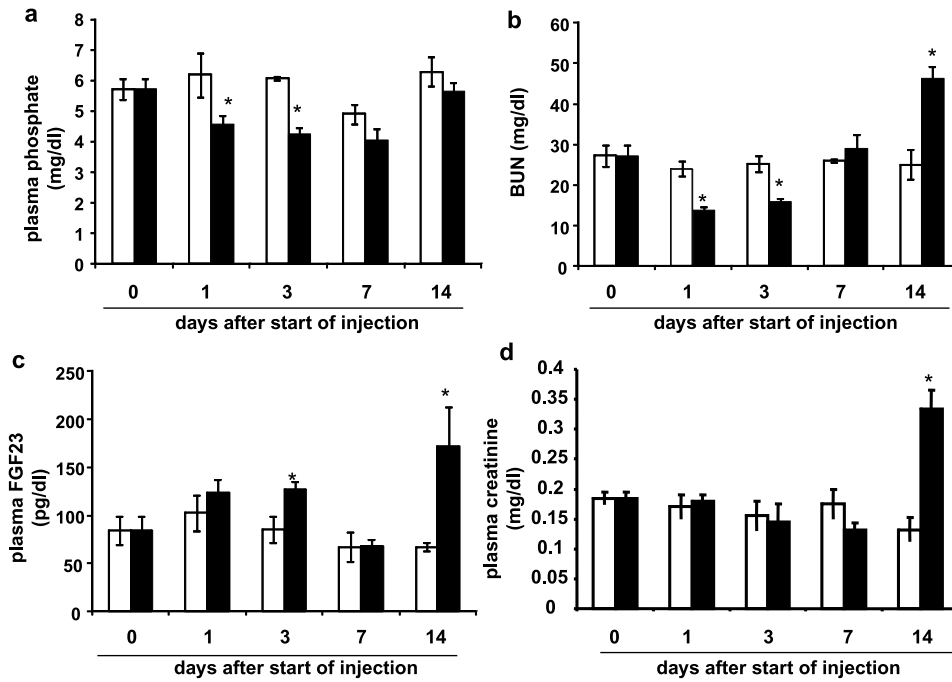 a
plasma phosphate
(mg/dl)
8
7
6
5
4
3
2
1
0
*
*
0 1 3 7 14
days after start of injection
b
BUN (mg/dl)
60
50
40
30
20
10
0
*
*
*
0 1 3 7 14
days after start of injection
c
plasma FGF23
(pg/dl)
250
200
150
100
50
0
*
*
0 1 3 7 14
days after start of injection
d
plasma creatinine
(mg/dl)
0.4
0.35
0.3
0.25
0.2
0.15
0.1
0.05
0
*
0 1 3 7 14
days after start of injection